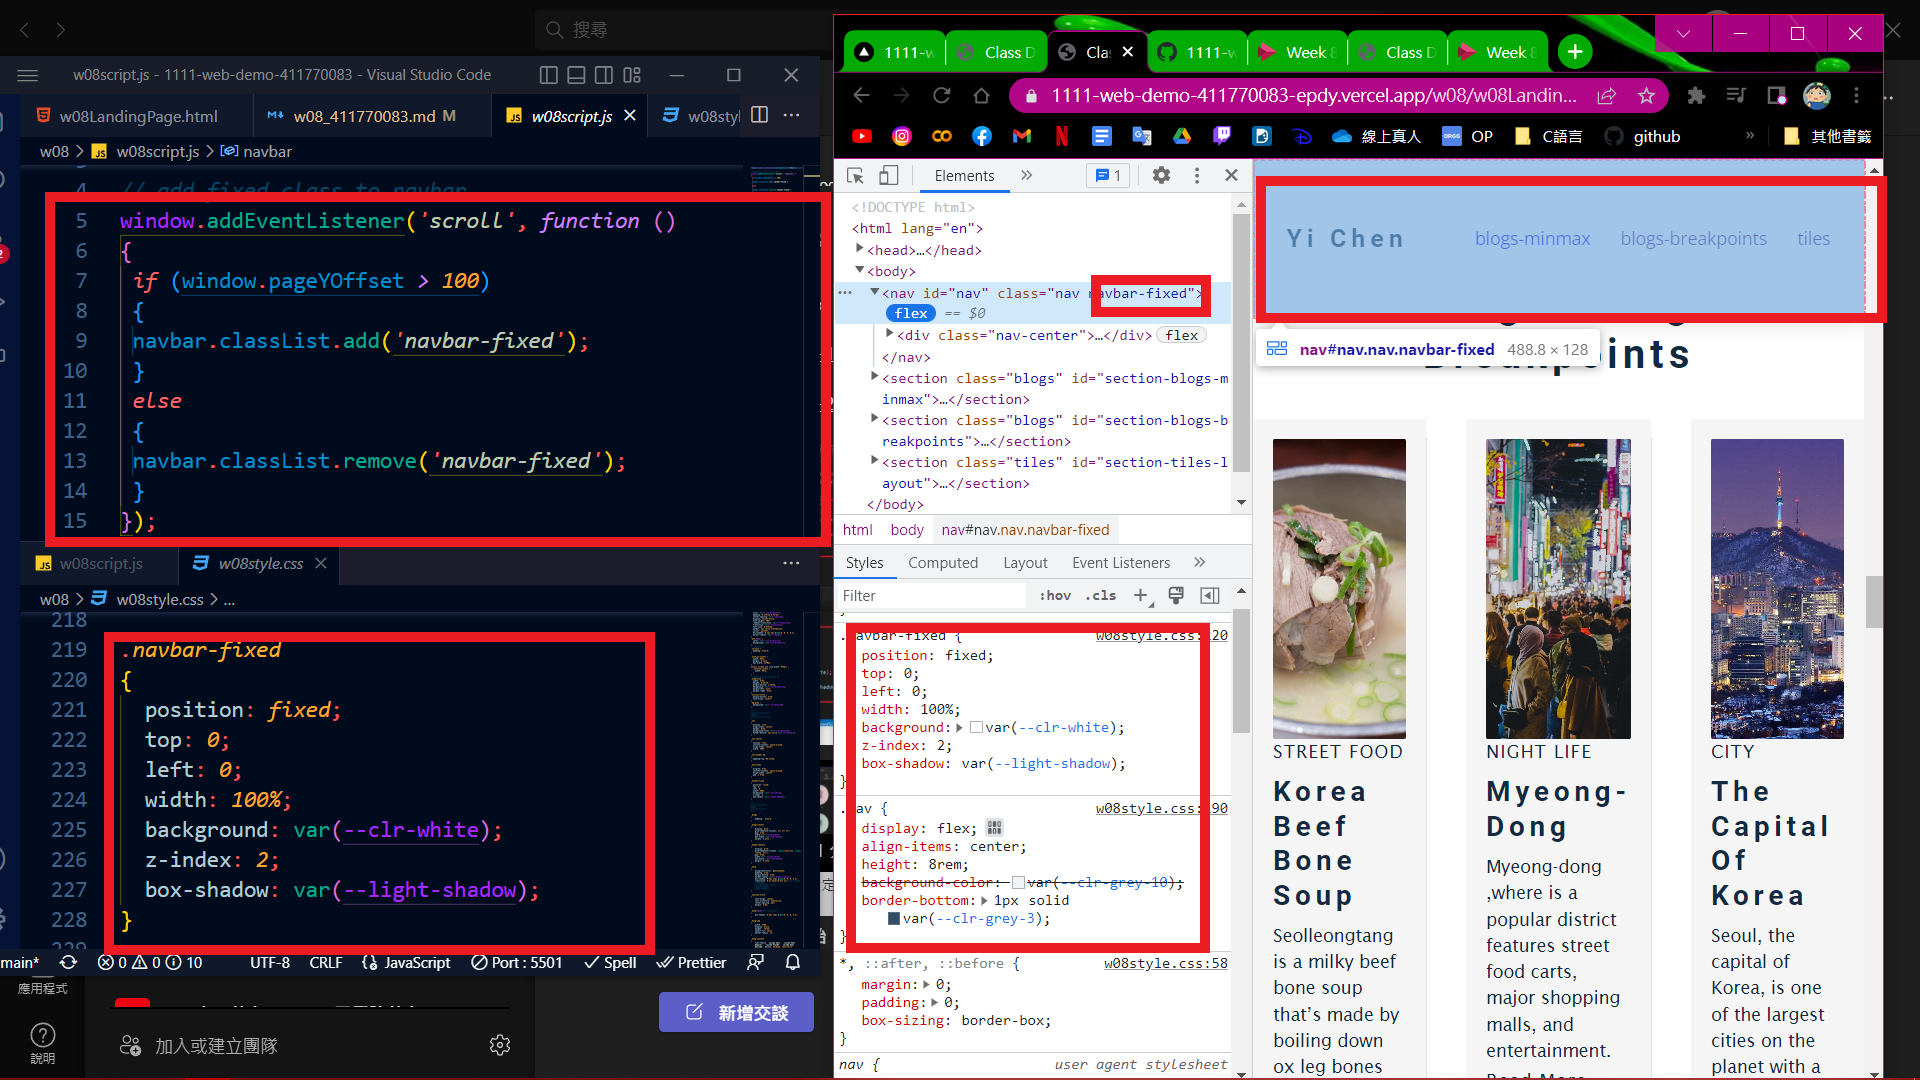 搜尋
w08script.js - 1111-web-demo-411770083 - Visual Studio Code
w08LandingPage.html
w08_411770083.md M
w08script.js
w08 > w08script.js > navbar
// add fixed class to navbar
5 window.addEventListener('scroll', function ()
6 {
7 if (window.pageYOffset > 100)
8 {
9 navbar.classList.add('navbar-fixed');
10 }
11 else
12 {
13 navbar.classList.remove('navbar-fixed');
14 }
15 });
w08script.js
w08style.css
w08 > w08style.css > ...
218
219 .navbar-fixed
220 {
221 position: fixed;
222 top: 0;
223 left: 0;
224 width: 100%;
225 background: var(--clr-white);
226 z-index: 2;
227 box-shadow: var(--light-shadow);
228 }
229
main* 0 0 10 UTF-8 CRLF JavaScript Port : 5501 Spell Prettier
應用程式
說明
加入或建立團隊
新增交談
1111-w
Class D
Clas
1111-w
Week 8
Class D
Week 8
1111-web-demo-411770083-epdy.vercel.app/w08/w08Landin...
線上真人
OP
C語言
github
»
其他書籤
Elements » 1
<!DOCTYPE html>
<html lang="en">
<head>…</head>
<body>
<nav id="nav" class="nav navbar-fixed">
flex == $0
<div class="nav-center">…</div> flex
</nav>
<section class="blogs" id="section-blogs-m
inmax">…</section>
<section class="blogs" id="section-blogs-b
reakpoints">…</section>
<section class="tiles" id="section-tiles-l
ayout">…</section>
</body>
html body nav#nav.nav.navbar-fixed
Styles Computed Layout Event Listeners »
Filter :hov .cls
avbar-fixed { w08style.css: 20
position: fixed;
top: 0;
left: 0;
width: 100%;
background: var(--clr-white);
z-index: 2;
box-shadow: var(--light-shadow);
}
av { w08style.css: 90
display: flex;
align-items: center;
height: 8rem;
background-color: var(--clr-grey-10);
border-bottom: 1px solid
var(--clr-grey-3);
}
*, ::after, ::before { w08style.css:58
margin: 0;
padding: 0;
box-sizing: border-box;
}
nav { user agent stylesheet
Yi Chen
blogs-minmax
blogs-breakpoints
tiles
nav#nav.nav.navbar-fixed 488.8 × 128
Breakpoints
STREET FOOD
Korea
Beef
Bone
Soup
Seolleongtang
is a milky beef
bone soup
that's made by
boiling down
ox leg bones
NIGHT LIFE
Myeong-
Dong
Myeong-dong
,where is a
popular district
features street
food carts,
major shopping
malls, and
entertainment.
Read More
CITY
The
Capital
Of
Korea
Seoul, the
capital of
Korea, is one
of the largest
cities on the
planet with a